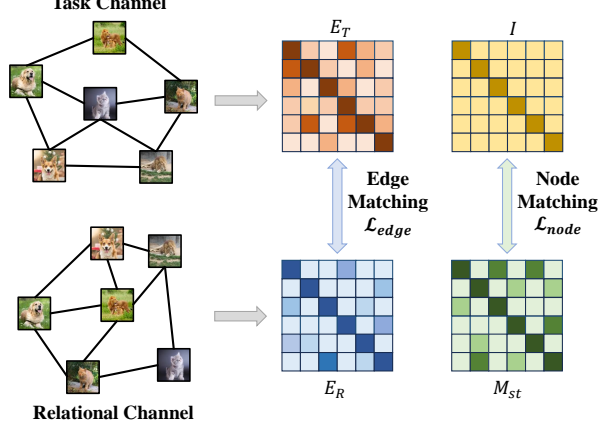 Task Channel
E_T
I
Edge
Matching
ℒ_edge
Node
Matching
ℒ_node
E_R
M_st
Relational Channel